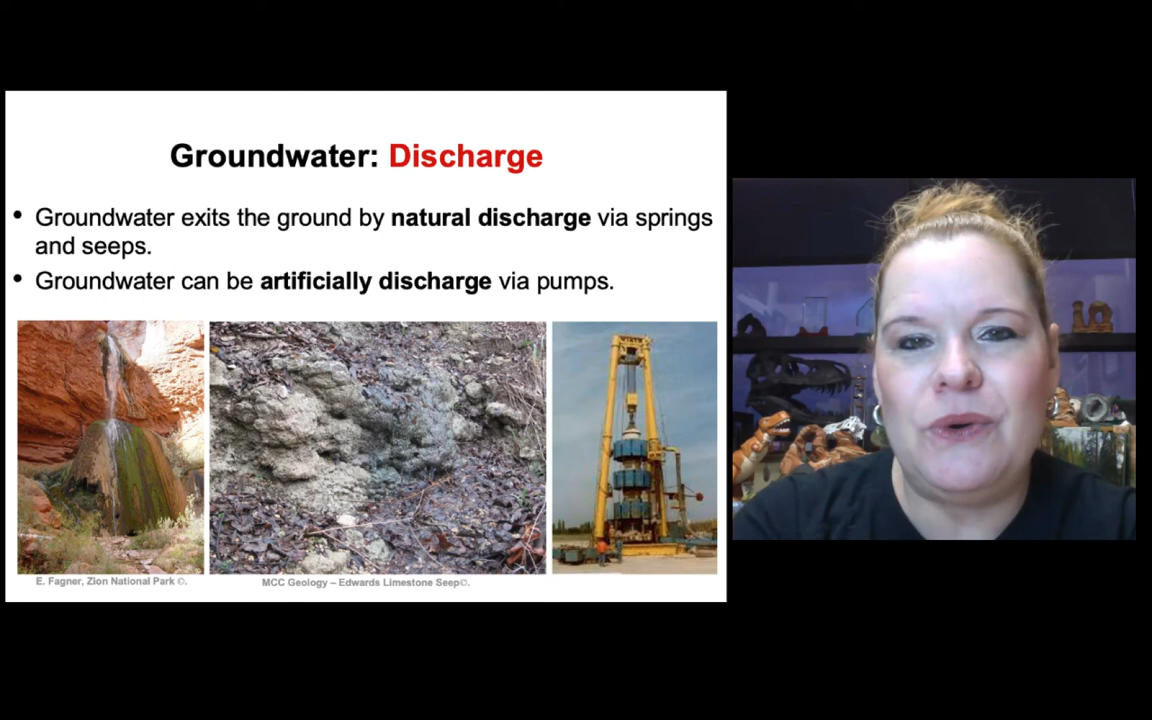 Groundwater: Discharge
• Groundwater exits the ground by natural discharge via springs
and seeps.
• Groundwater can be artificially discharge via pumps.
E. Fagner, Zion National Park ©.
MCC Geology – Edwards Limestone Seep©.